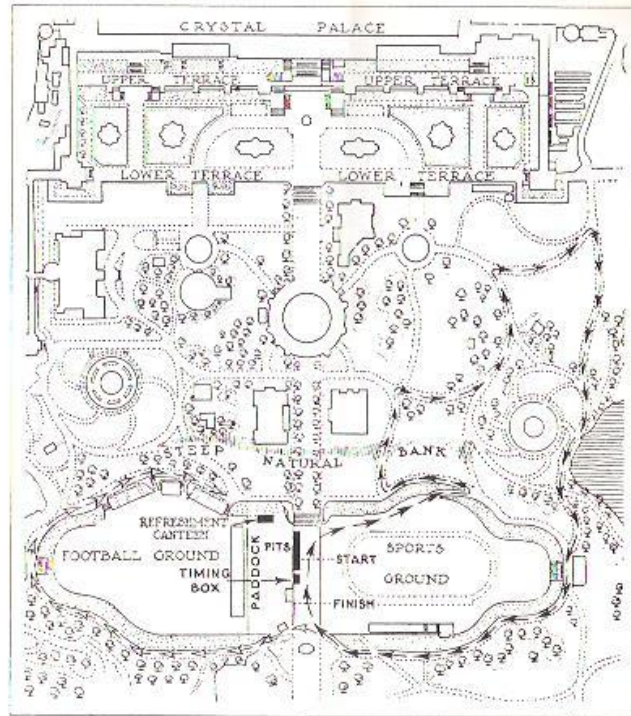 CRYSTAL PALACE
UPPER TERRACE UPPER TERRACE
LOWER TERRACE LOWER TERRACE
STEEP
NATURAL
BANK
REFRESHMENT
CANTEEN
FOOTBALL GROUND
PADDOCK
PITS
START
SPORTS
GROUND
TIMING
BOX
FINISH